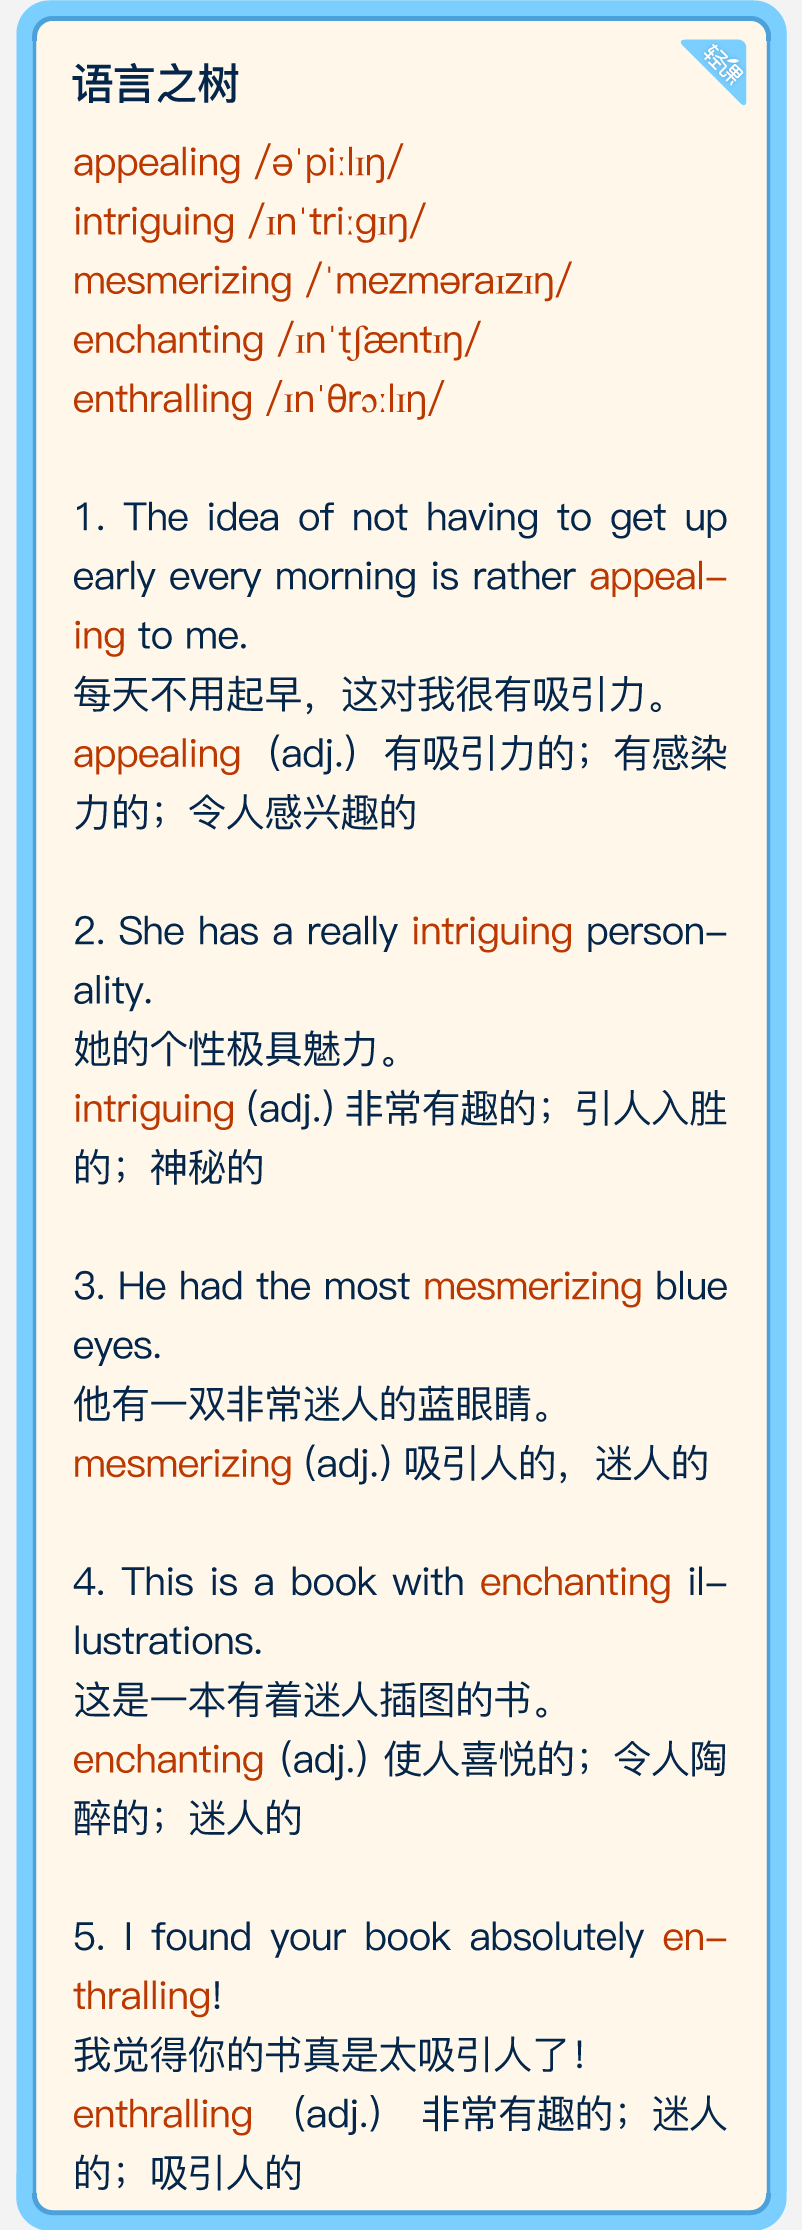 轻课
语言之树
appealing /əˈpiːlɪŋ/
intriguing /ɪnˈtriːgɪŋ/
mesmerizing /ˈmezməraɪzɪŋ/
enchanting /ɪnˈtʃæntɪŋ/
enthralling /ɪnˈθrɔːlɪŋ/
1. The idea of not having to get up
early every morning is rather appeal-
ing to me.
每天不用起早，这对我很有吸引力。
appealing（adj.）有吸引力的；有感染
力的；令人感兴趣的
2. She has a really intriguing person-
ality.
她的个性极具魅力。
intriguing (adj.) 非常有趣的；引人入胜
的；神秘的
3. He had the most mesmerizing blue
eyes.
他有一双非常迷人的蓝眼睛。
mesmerizing (adj.) 吸引人的，迷人的
4. This is a book with enchanting il-
lustrations.
这是一本有着迷人插图的书。
enchanting (adj.) 使人喜悦的；令人陶
醉的；迷人的
5. I found your book absolutely en-
thralling!
我觉得你的书真是太吸引人了！
enthralling （adj.） 非常有趣的；迷人
的；吸引人的